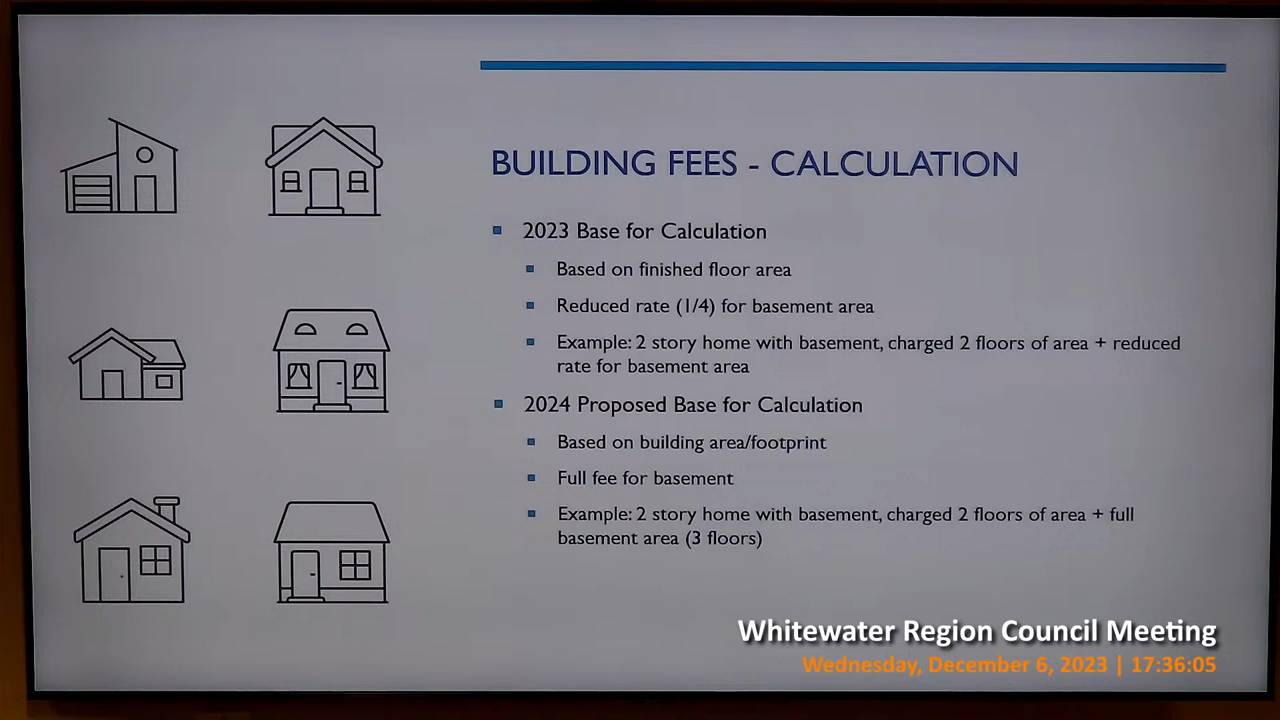 BUILDING FEES - CALCULATION
2023 Base for Calculation
Based on finished floor area
Reduced rate (1/4) for basement area
Example: 2 story home with basement, charged 2 floors of area + reduced
rate for basement area
2024 Proposed Base for Calculation
Based on building area/footprint
Full fee for basement
Example: 2 story home with basement, charged 2 floors of area + full
basement area (3 floors)
Whitewater Region Council Meeting
Wednesday, December 6, 2023 | 17:36:05